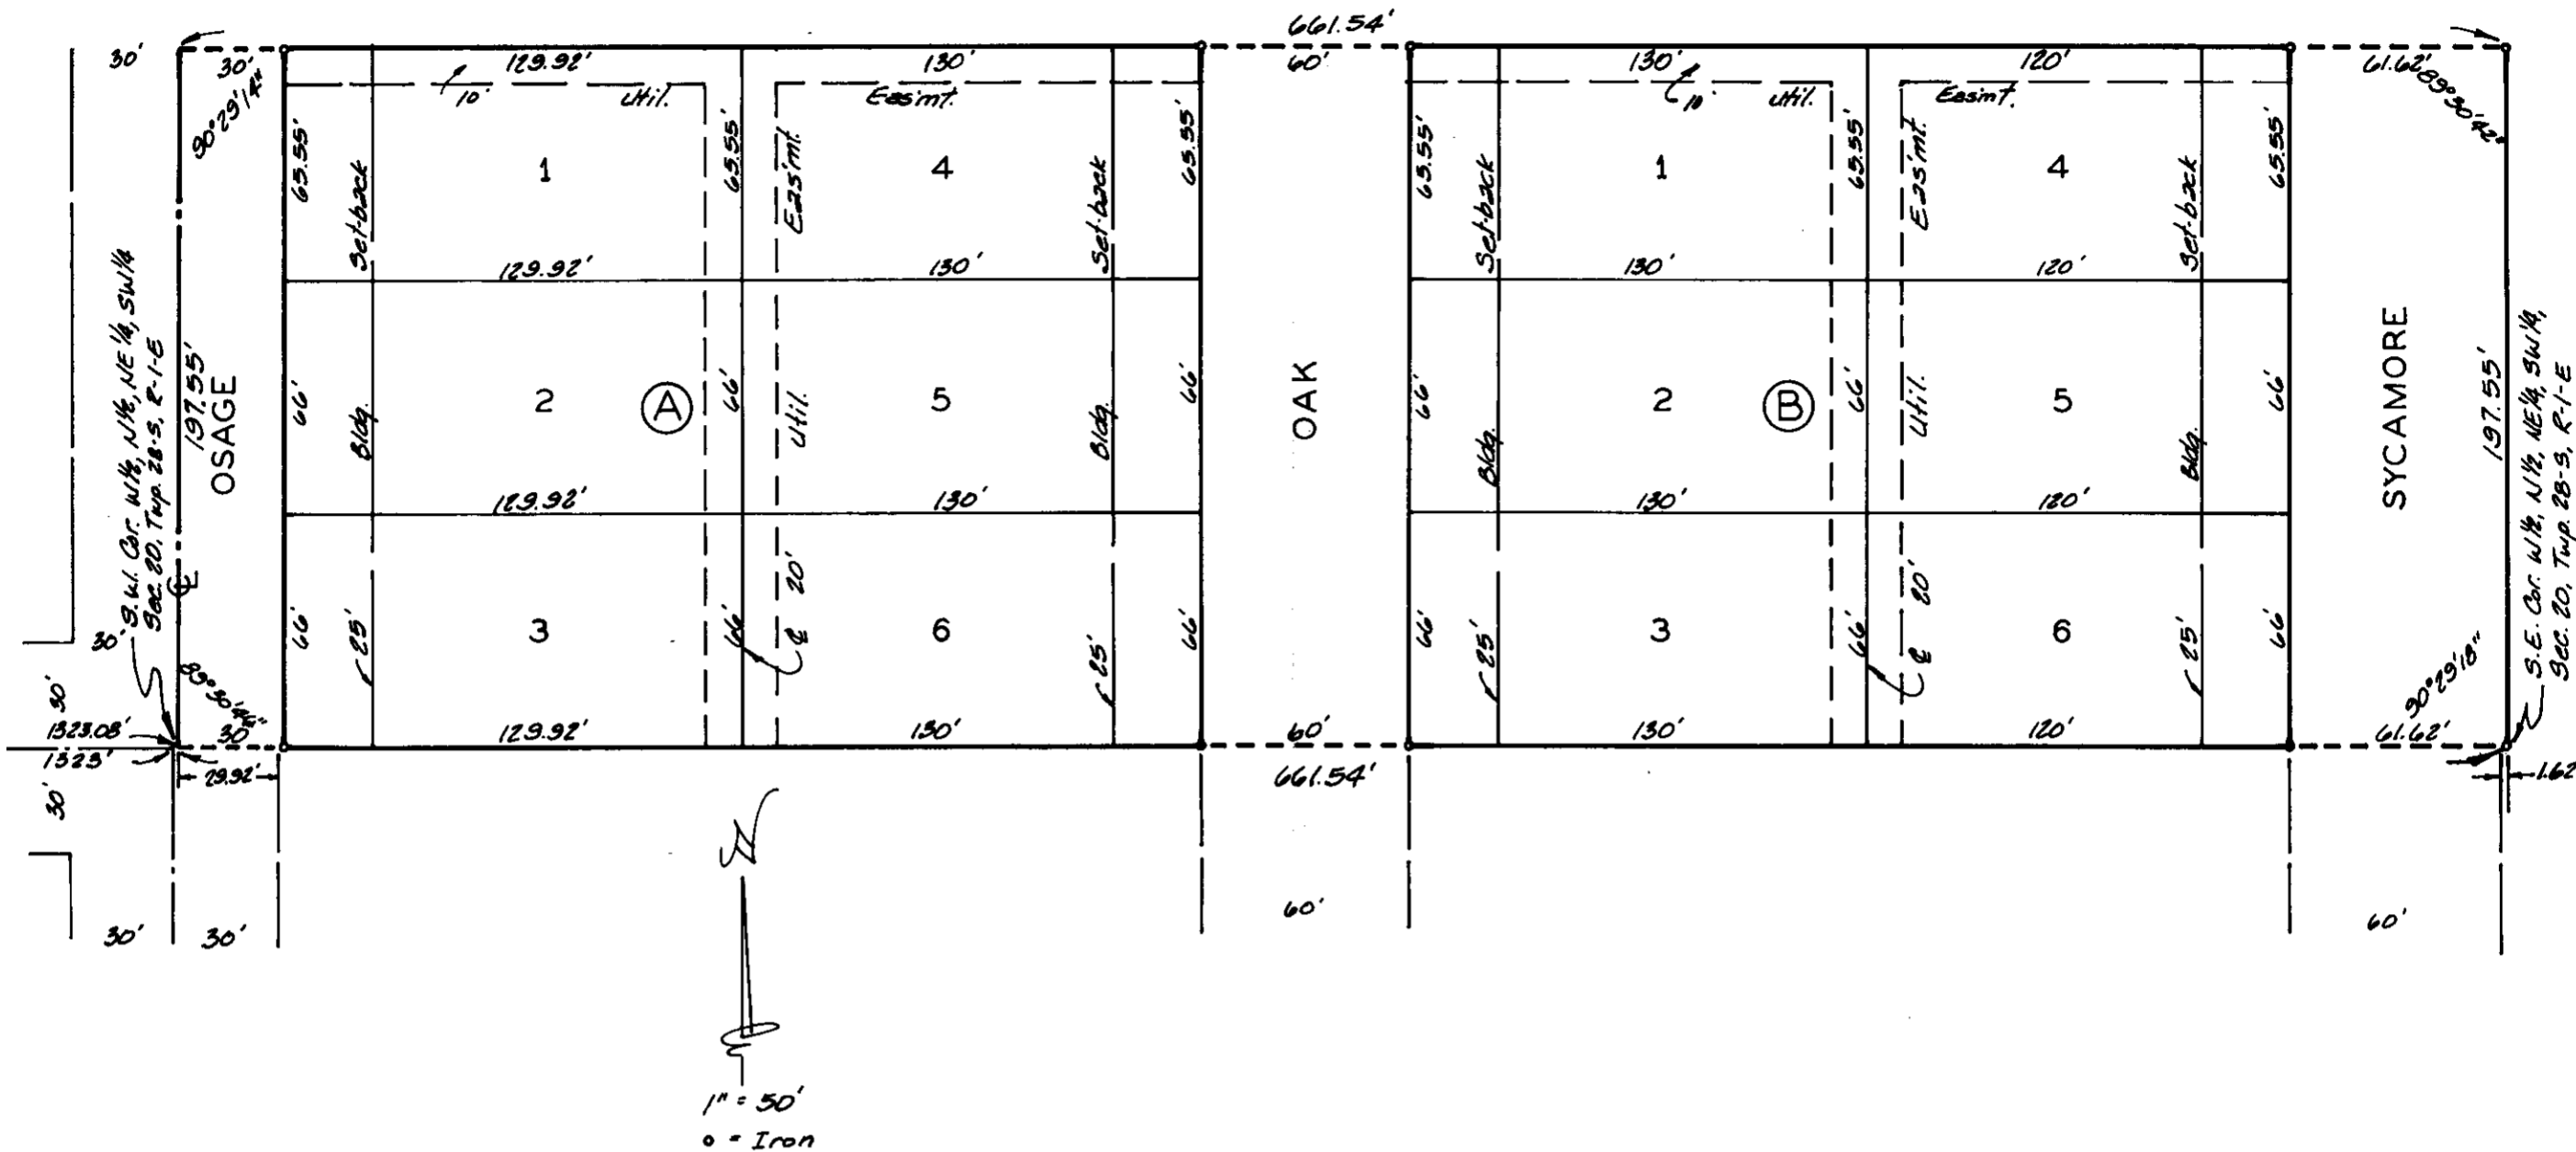 661.54'
30'
30'
129.92'
130'
60'
130'
120'
61.62'
10'
Util.
Eas'mt.
10'
Util.
Eas'mt.
90°29'14"
89°30'42"
65.55'
Set-back
1
65.55'
Eas'mt.
4
Set-back
65.55'
65.55'
Set-back
1
65.55'
Eas'mt.
4
Set-back
65.55'
129.92'
130'
130'
120'
S.W. Cor. W½, N½, NE¼, SW¼
Sec. 20, Twp. 28-S, R-1-E
197.55'
OSAGE
66'
Bldg.
2
A
66'
Util.
5
Bldg.
66'
OAK
66'
Bldg.
2
B
66'
Util.
5
Bldg.
66'
SYCAMORE
197.55'
S.E. Cor. W½, N½, NE¼, SW¼,
Sec. 20, Twp. 28-S, R-1-E
129.92'
130'
130'
120'
℄
30'
66'
25'
3
66'
℄ 20'
6
25'
66'
66'
25'
3
66'
℄ 20'
6
25'
66'
90°29'18"
30'
1323.08'
30'
129.92'
130'
60'
130'
120'
61.62'
1323'
29.92'
661.54'
1.62
30'
30'
30'
60'
60'
N
1" = 50'
o = Iron